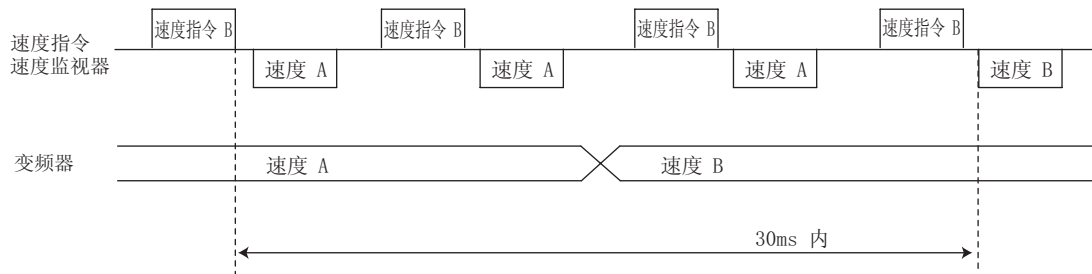 速度指令 B 速度指令 B 速度指令 B 速度指令 B
速度指令
速度监视器
速度 A 速度 A 速度 A 速度 B
变频器
速度 A 速度 B
30ms 内